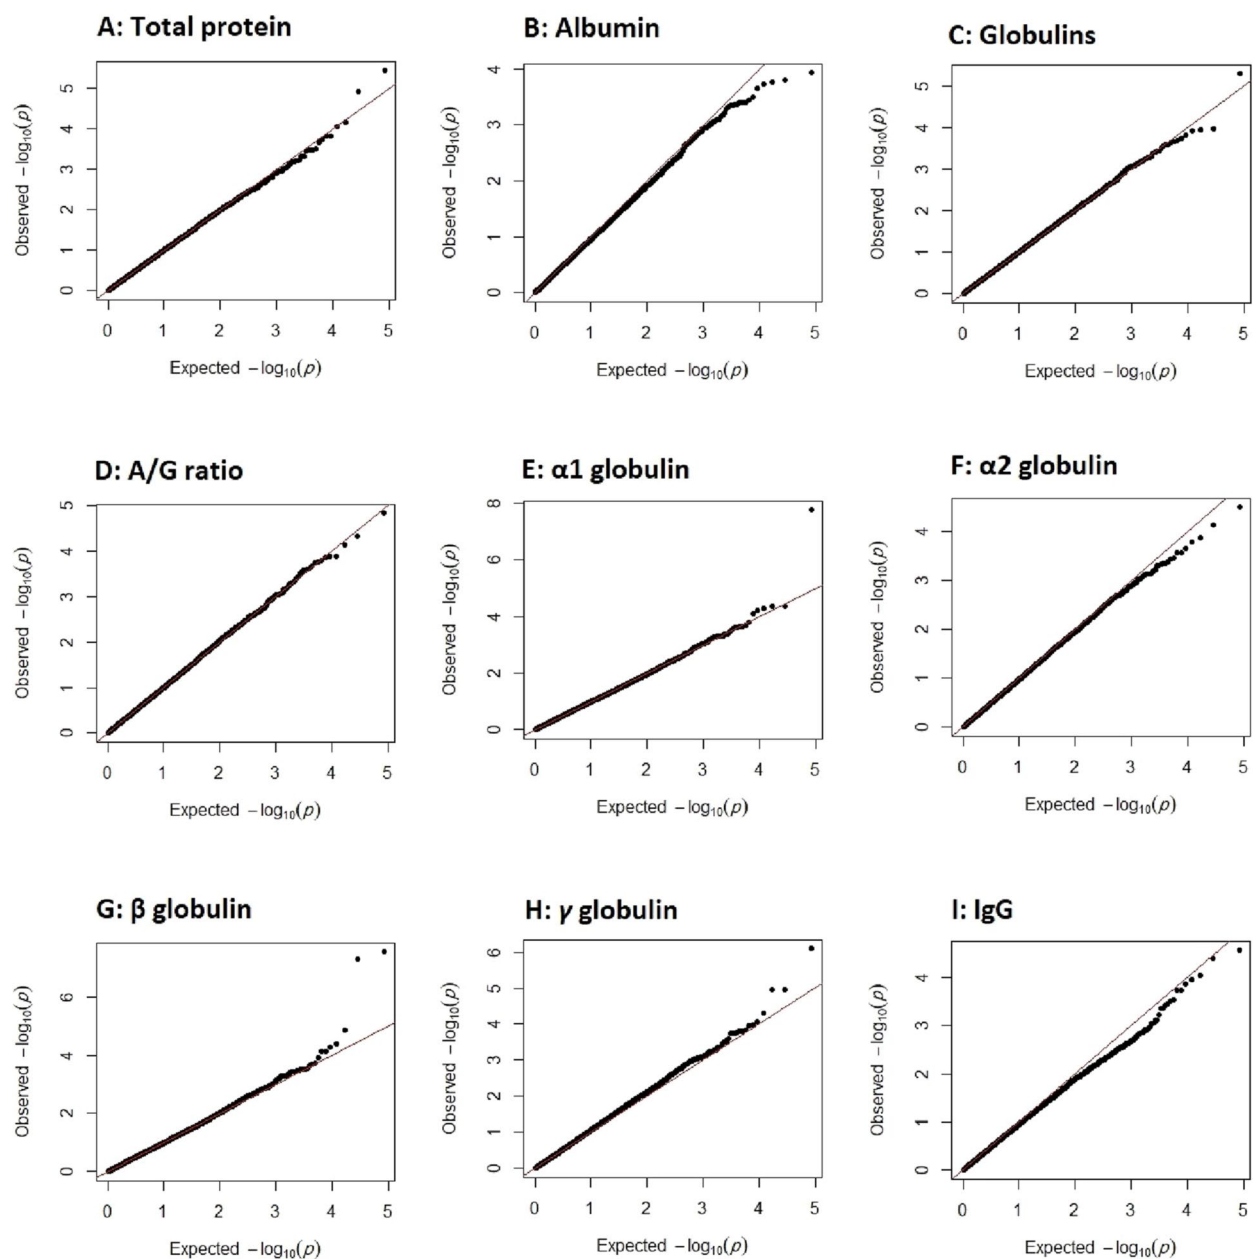 A: Total protein
B: Albumin
C: Globulins
Observed −log₁₀(p)
5
4
3
2
1
0
0 1 2 3 4 5
Expected −log₁₀(p)
Observed −log₁₀(p)
4
3
2
1
0
0 1 2 3 4 5
Expected −log₁₀(p)
Observed −log₁₀(p)
5
4
3
2
1
0
0 1 2 3 4 5
Expected −log₁₀(p)
D: A/G ratio
E: α1 globulin
F: α2 globulin
Observed −log₁₀(p)
5
4
3
2
1
0
0 1 2 3 4 5
Expected −log₁₀(p)
Observed −log₁₀(p)
8
6
4
2
0
0 1 2 3 4 5
Expected −log₁₀(p)
Observed −log₁₀(p)
4
3
2
1
0
0 1 2 3 4 5
Expected −log₁₀(p)
G: β globulin
H: γ globulin
I: IgG
Observed −log₁₀(p)
6
4
2
0
0 1 2 3 4 5
Expected −log₁₀(p)
Observed −log₁₀(p)
6
5
4
3
2
1
0
0 1 2 3 4 5
Expected −log₁₀(p)
Observed −log₁₀(p)
4
3
2
1
0
0 1 2 3 4 5
Expected −log₁₀(p)